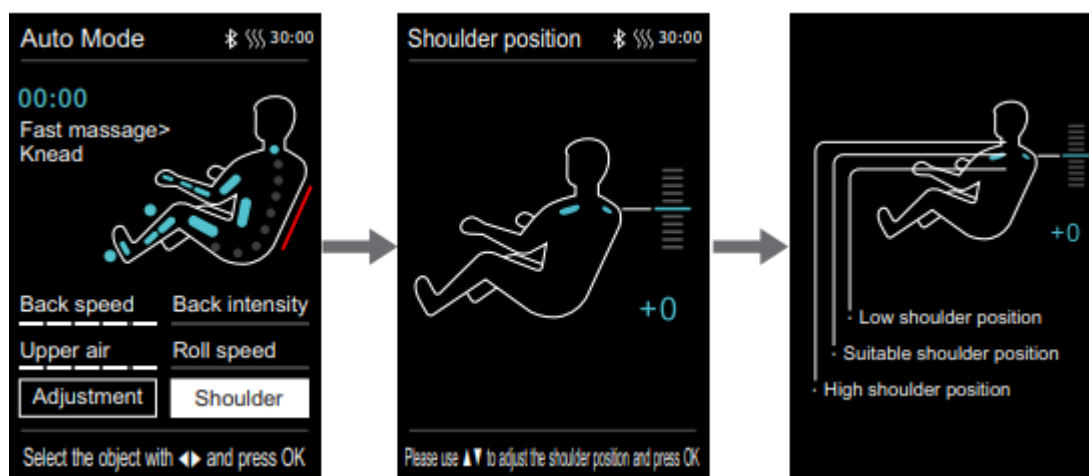 Auto Mode 30:00
00:00
Fast massage>
Knead
Back speed Back intensity
Upper air Roll speed
Adjustment Shoulder
Select the object with ◀▶ and press OK
Shoulder position 30:00
+0
Please use ▲▼ to adjust the shoulder position and press OK
+0
· Low shoulder position
· Suitable shoulder position
· High shoulder position